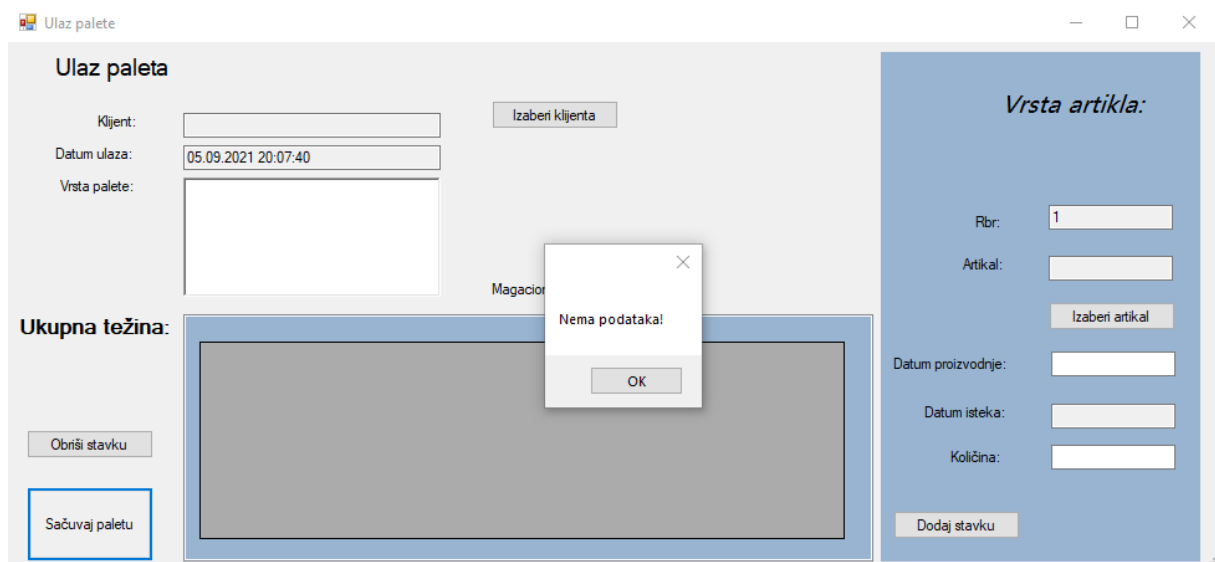 Ulaz palete
Ulaz paleta
Klijent:
Izaberi klijenta
Datum ulaza:
05.09.2021 20:07:40
Vrsta palete:
Ukupna težina:
Obriši stavku
Sačuvaj paletu
Nema podataka!
OK
Vrsta artikla:
Rbr:
1
Artikal:
Izaberi artikal
Datum proizvodnje:
Datum isteka:
Količina:
Dodaj stavku